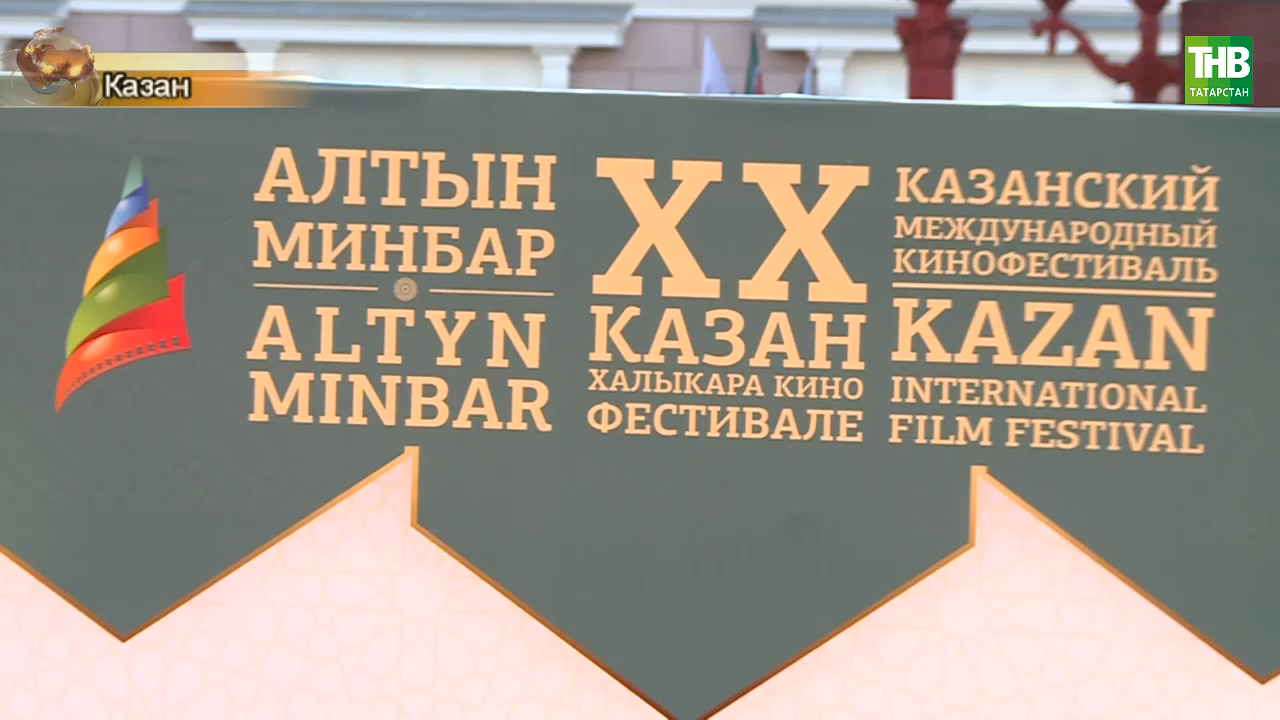 Казан
ТНВ
ТАТАРСТАН
АЛТЫН
МИНБАР
ALTYN
MINBAR
XX
КАЗАН
ХАЛЫКАРА КИНО
ФЕСТИВАЛЕ
КАЗАНСКИЙ
МЕЖДУНАРОДНЫЙ
КИНОФЕСТИВАЛЬ
KAZAN
INTERNATIONAL
FILM FESTIVAL